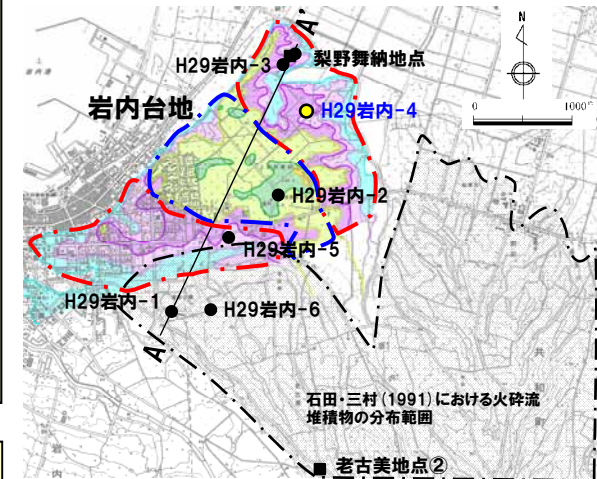 N
0 1000
A'
H29岩内-3
梨野舞納地点
岩内台地
H29岩内-4
H29岩内-2
H29岩内-5
H29岩内-1
H29岩内-6
A
石田・三村(1991)における火砕流
堆積物の分布範囲
老古美地点②